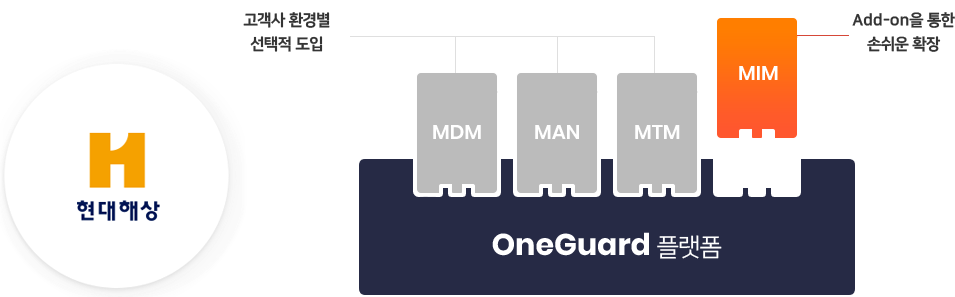 고객사 환경별
선택적 도입
Add-on을 통한
손쉬운 확장
MIM
MDM
MAN
MTM
현대해상
OneGuard 플랫폼